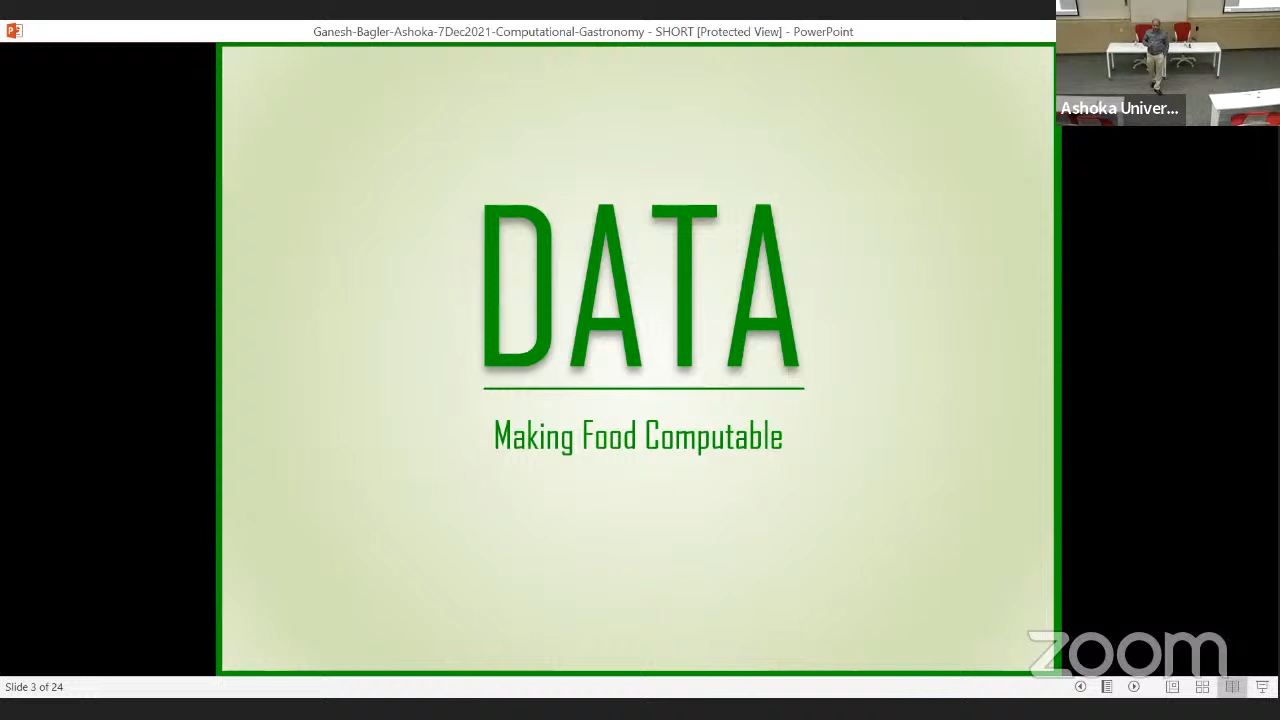 Ganesh-Bagler-Ashoka-7Dec2021-Computational-Gastronomy - SHORT [Protected View] - PowerPoint
Ashoka Univer...
DATA
Making Food Computable
zoom
Slide 3 of 24